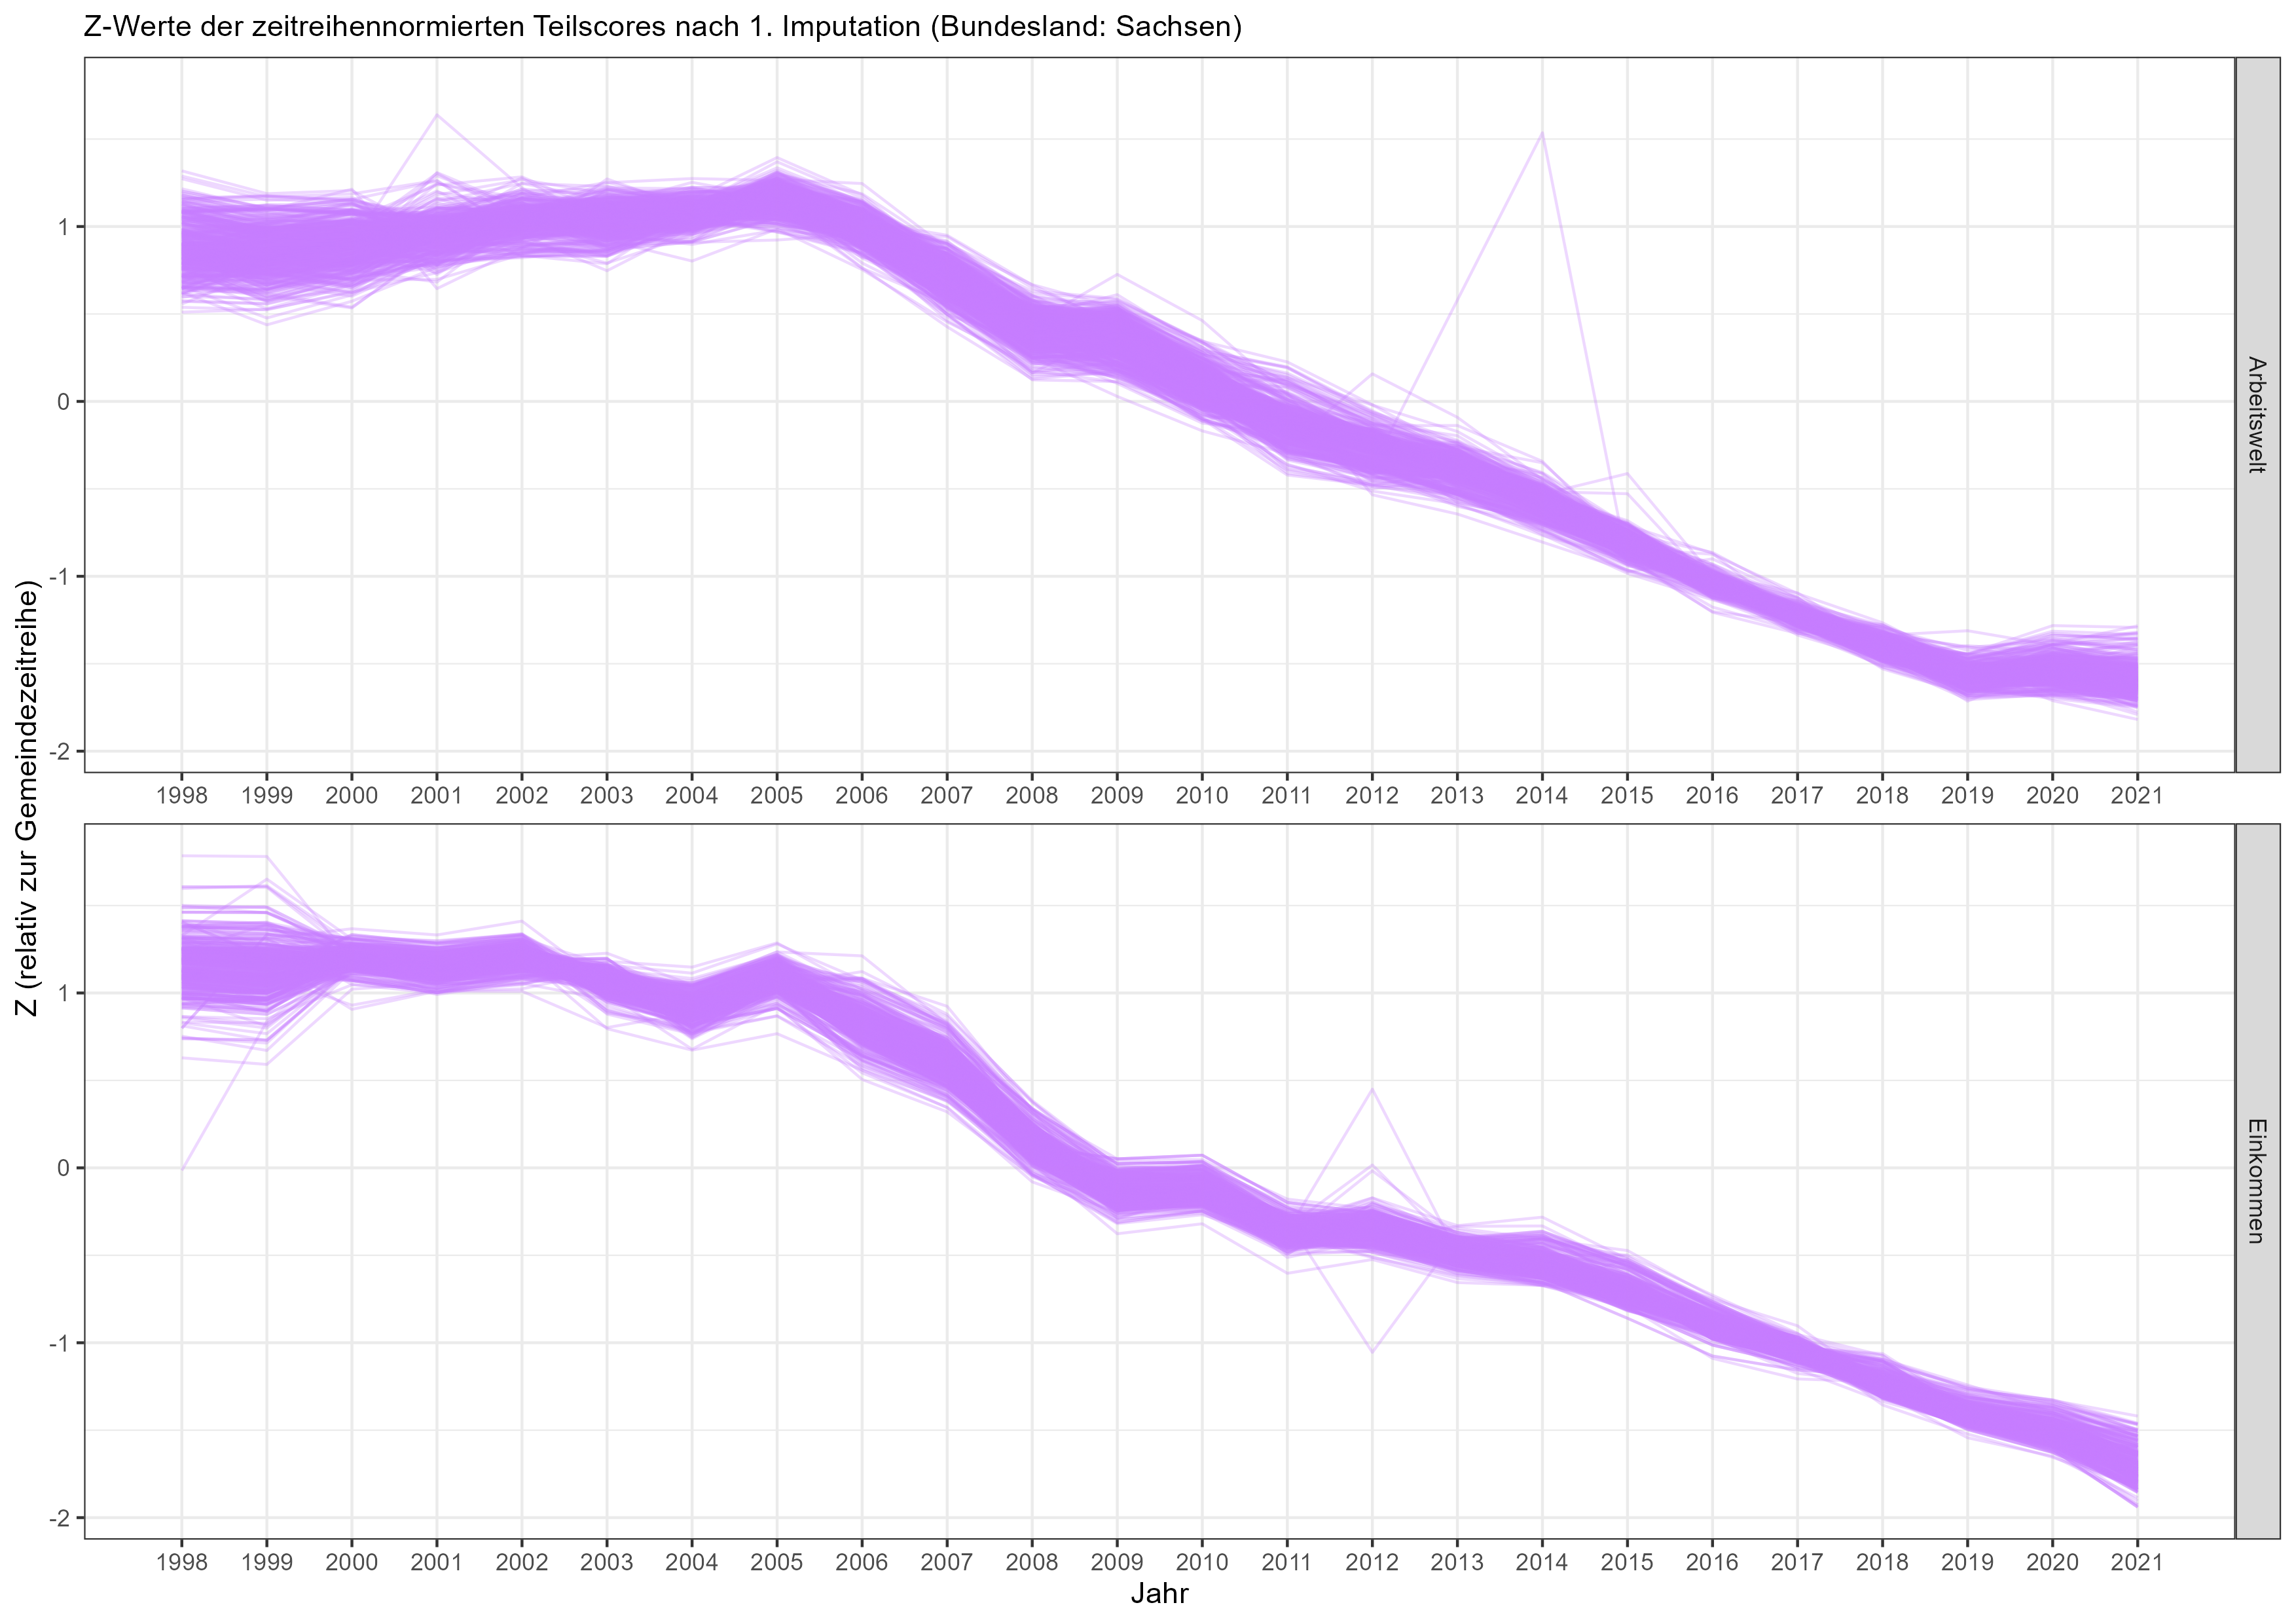 Z-Werte der zeitreihennormierten Teilscores nach 1. Imputation (Bundesland: Sachsen)
Z (relativ zur Gemeindezeitreihe)
1
0
-1
-2
Arbeitswelt
1998 1999 2000 2001 2002 2003 2004 2005 2006 2007 2008 2009 2010 2011 2012 2013 2014 2015 2016 2017 2018 2019 2020 2021
1
0
-1
-2
Einkommen
1998 1999 2000 2001 2002 2003 2004 2005 2006 2007 2008 2009 2010 2011 2012 2013 2014 2015 2016 2017 2018 2019 2020 2021
Jahr